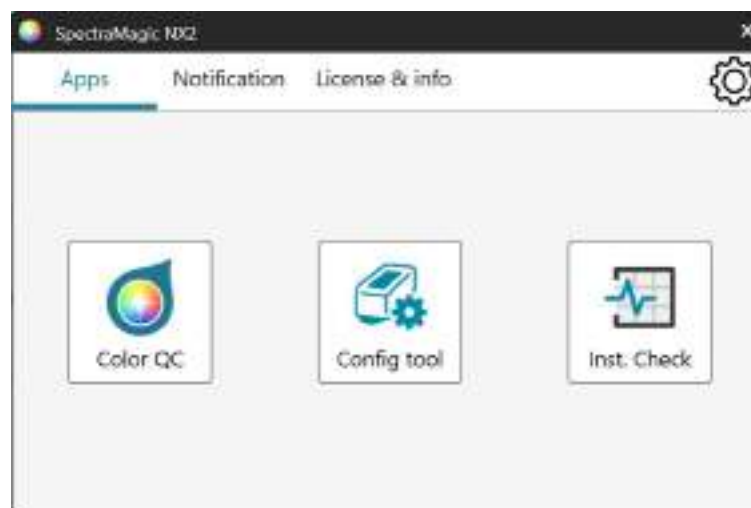 SpectraMagic NX2
Apps Notification License & info
Color QC Config tool Inst. Check